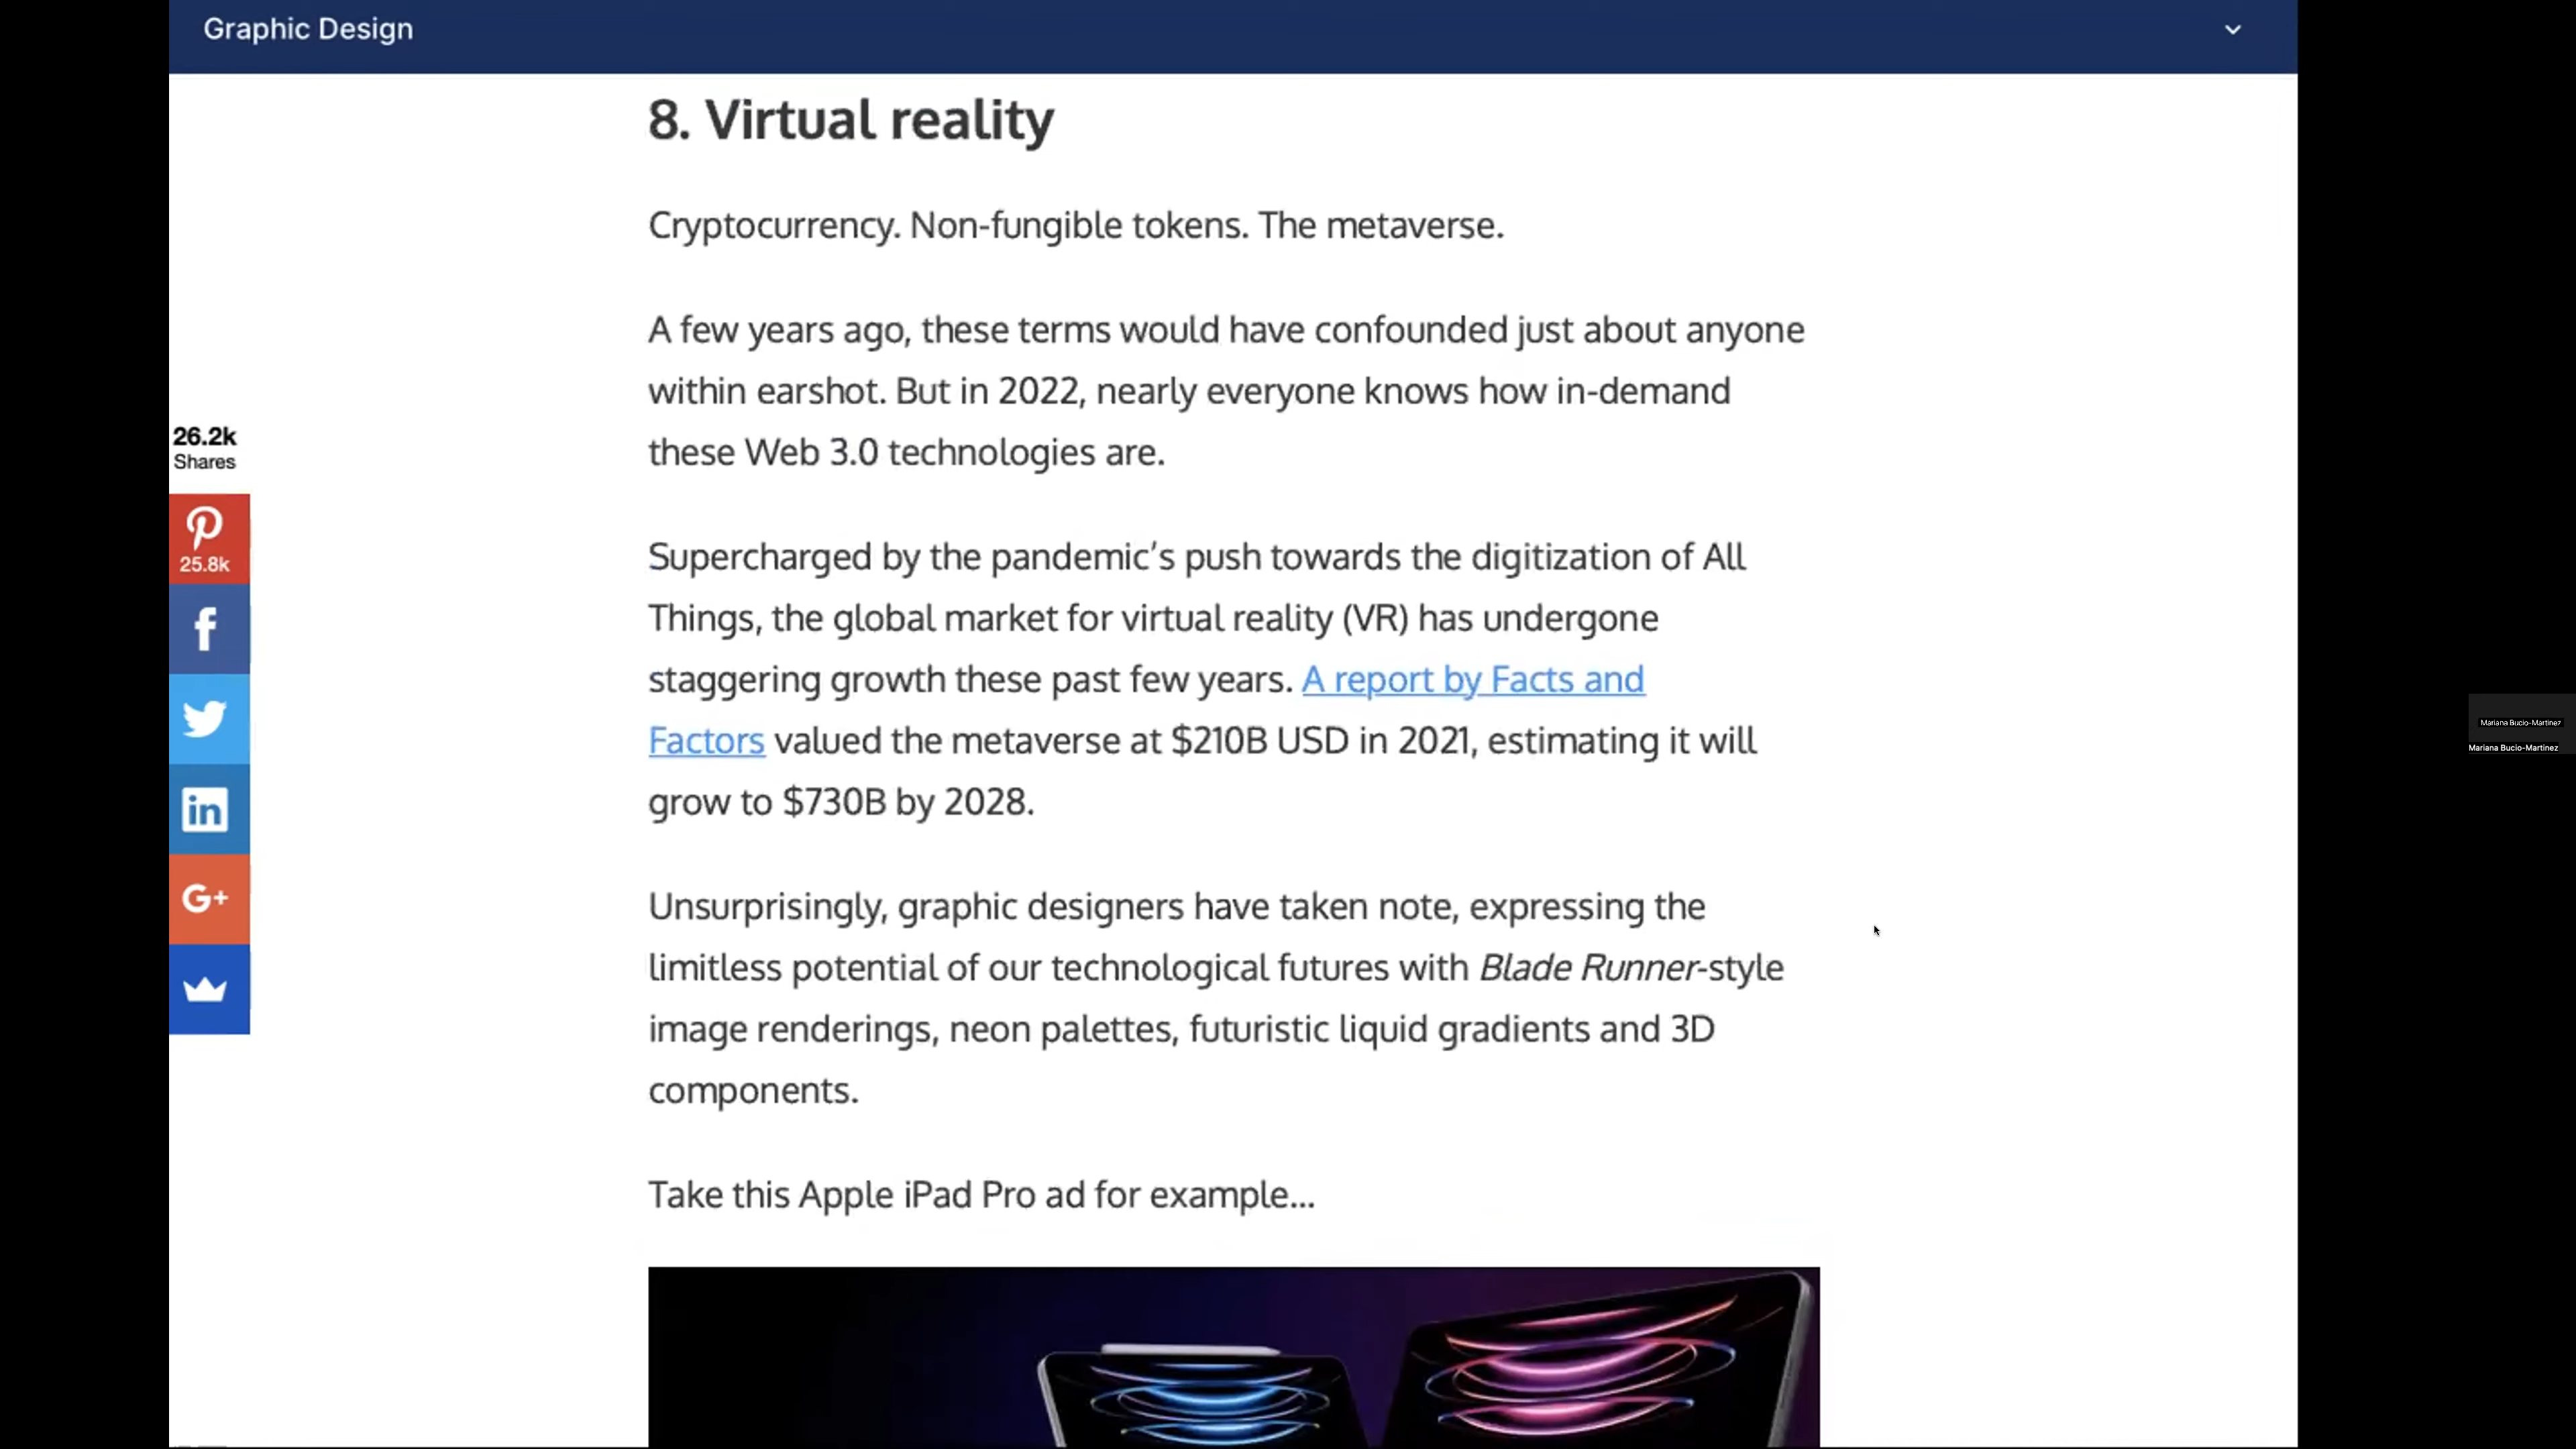 Graphic Design
8. Virtual reality
Cryptocurrency. Non-fungible tokens. The metaverse.
A few years ago, these terms would have confounded just about anyone
within earshot. But in 2022, nearly everyone knows how in-demand
these Web 3.0 technologies are.
26.2k
Shares
25.8k
Supercharged by the pandemic's push towards the digitization of All
Things, the global market for virtual reality (VR) has undergone
staggering growth these past few years. A report by Facts and
Factors valued the metaverse at $210B USD in 2021, estimating it will
grow to $730B by 2028.
Unsurprisingly, graphic designers have taken note, expressing the
limitless potential of our technological futures with Blade Runner-style
image renderings, neon palettes, futuristic liquid gradients and 3D
components.
Take this Apple iPad Pro ad for example...
Mariana Bucio-Martinez
Mariana Bucio-Martinez